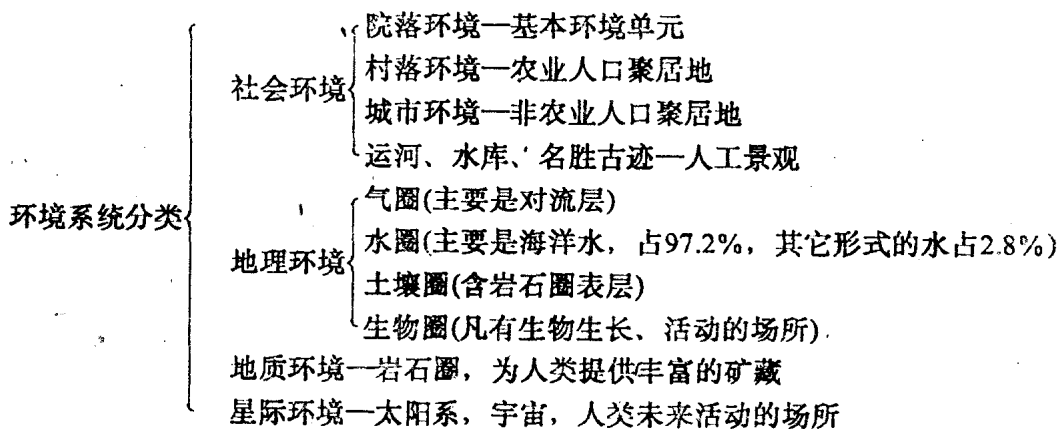 院落环境—基本环境单元
村落环境—农业人口聚居地
社会环境
城市环境—非农业人口聚居地
运河、水库、名胜古迹—人工景观
环境系统分类
气圈(主要是对流层)
水圈(主要是海洋水，占97.2%，其它形式的水占2.8%)
地理环境
土壤圈(含岩石圈表层)
生物圈(凡有生物生长、活动的场所)
地质环境—岩石圈，为人类提供丰富的矿藏
星际环境—太阳系，宇宙，人类未来活动的场所